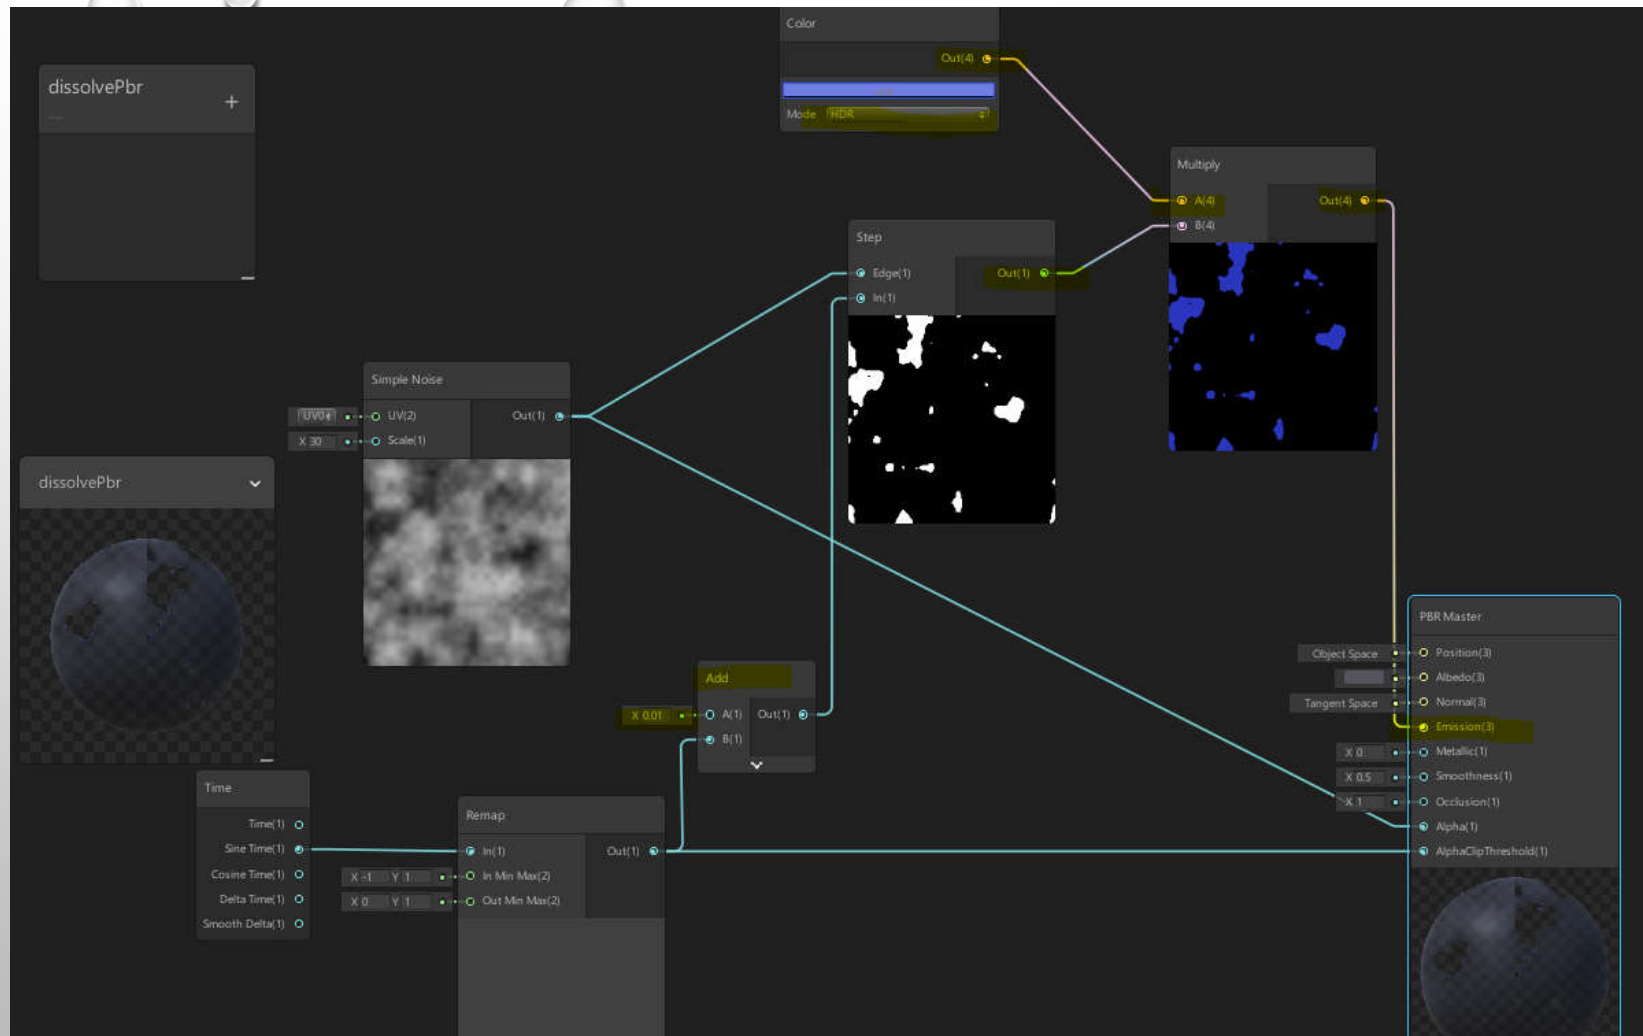 Color
Out(4)
Mode HDR
dissolvePbr
+
Multiply
A(4) Out(4)
B(4)
Step
Edge(1) Out(1)
In(1)
Simple Noise
UV0 UV(2) Out(1)
X 30 Scale(1)
dissolvePbr
PBR Master
Object Space Position(3)
Albedo(3)
Tangent Space Normal(3)
Emission(3)
X 0 Metallic(1)
X 0.5 Smoothness(1)
X 1 Occlusion(1)
Alpha(1)
AlphaClipThreshold(1)
Add
X 0.01 A(1) Out(1)
B(1)
Time
Time(1)
Sine Time(1)
Cosine Time(1)
Delta Time(1)
Smooth Delta(1)
Remap
In(1) Out(1)
X -1 Y 1 In Min Max(2)
X 0 Y 1 Out Min Max(2)